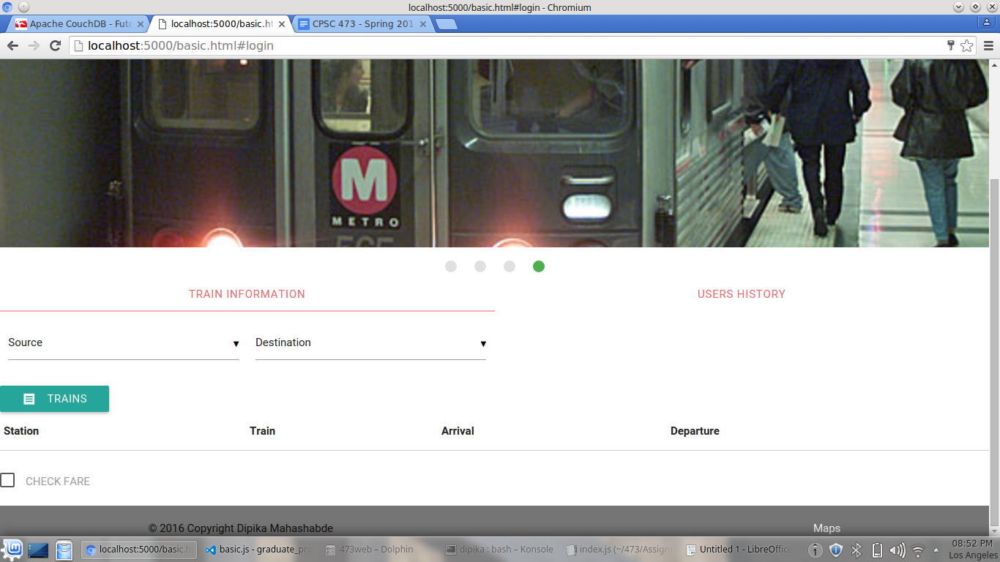 localhost:5000/basic.html#login - Chromium
Apache CouchDB - Futo
localhost:5000/basic.ht
CPSC 473 - Spring 201
localhost:5000/basic.html#login
M
METRO
TRAIN INFORMATION
USERS HISTORY
Source
Destination
TRAINS
Station Train Arrival Departure
CHECK FARE
© 2016 Copyright Dipika Mahashabde
Maps
localhost:5000/basic.h
basic.js - graduate_pro
473web – Dolphin
dipika : bash – Konsole
index.js (~/473/Assign
Untitled 1 - LibreOffice
1
08:52 PM
Los Angeles